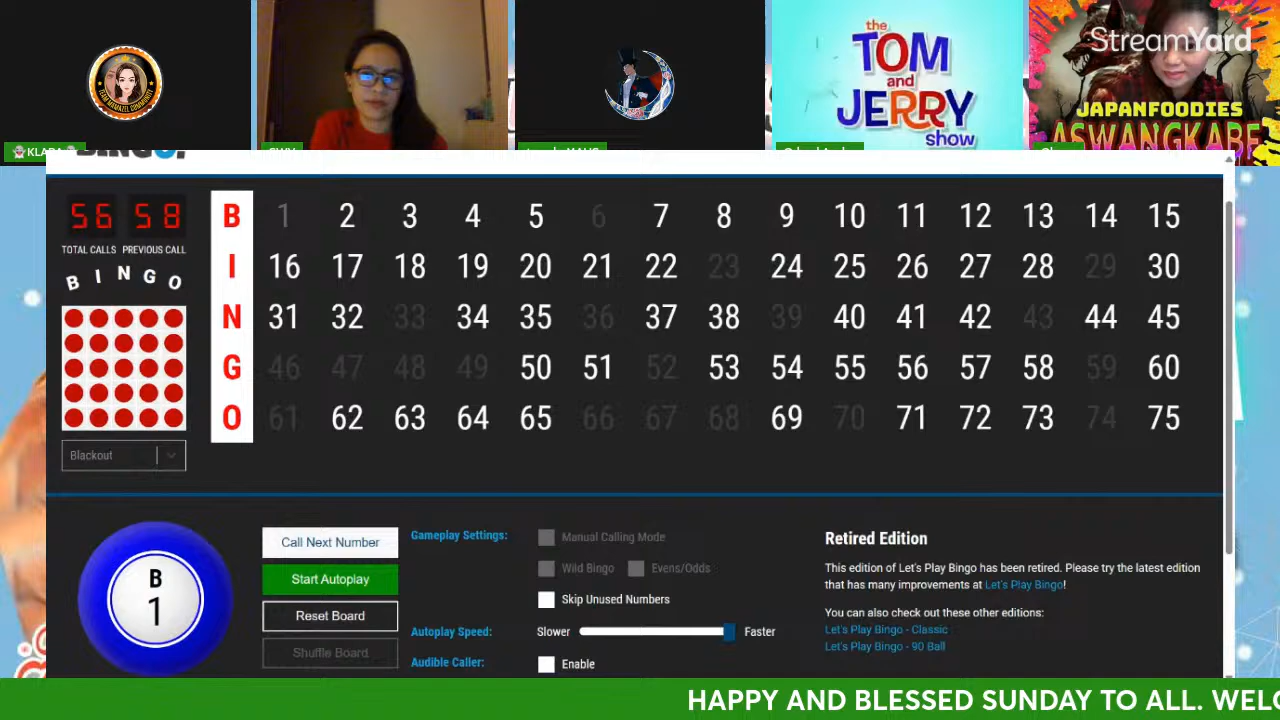 the
TOM
and
JERRY
show
StreamYard
JAPANFOODIES
ASWANGKABE
BINGO!
56 58
TOTAL CALLS PREVIOUS CALL
B I N G O
B 1 2 3 4 5 6 7 8 9 10 11 12 13 14 15
I 16 17 18 19 20 21 22 23 24 25 26 27 28 29 30
N 31 32 33 34 35 36 37 38 39 40 41 42 43 44 45
G 46 47 48 49 50 51 52 53 54 55 56 57 58 59 60
O 61 62 63 64 65 66 67 68 69 70 71 72 73 74 75
Blackout
B
1
Call Next Number
Start Autoplay
Reset Board
Shuffle Board
Gameplay Settings:
Manual Calling Mode
Wild Bingo Evens/Odds
Skip Unused Numbers
Autoplay Speed:
Slower Faster
Audible Caller:
Enable
Retired Edition
This edition of Let's Play Bingo has been retired. Please try the latest edition
that has many improvements at Let's Play Bingo!
You can also check out these other editions:
Let's Play Bingo - Classic
Let's Play Bingo - 90 Ball
HAPPY AND BLESSED SUNDAY TO ALL. WELC